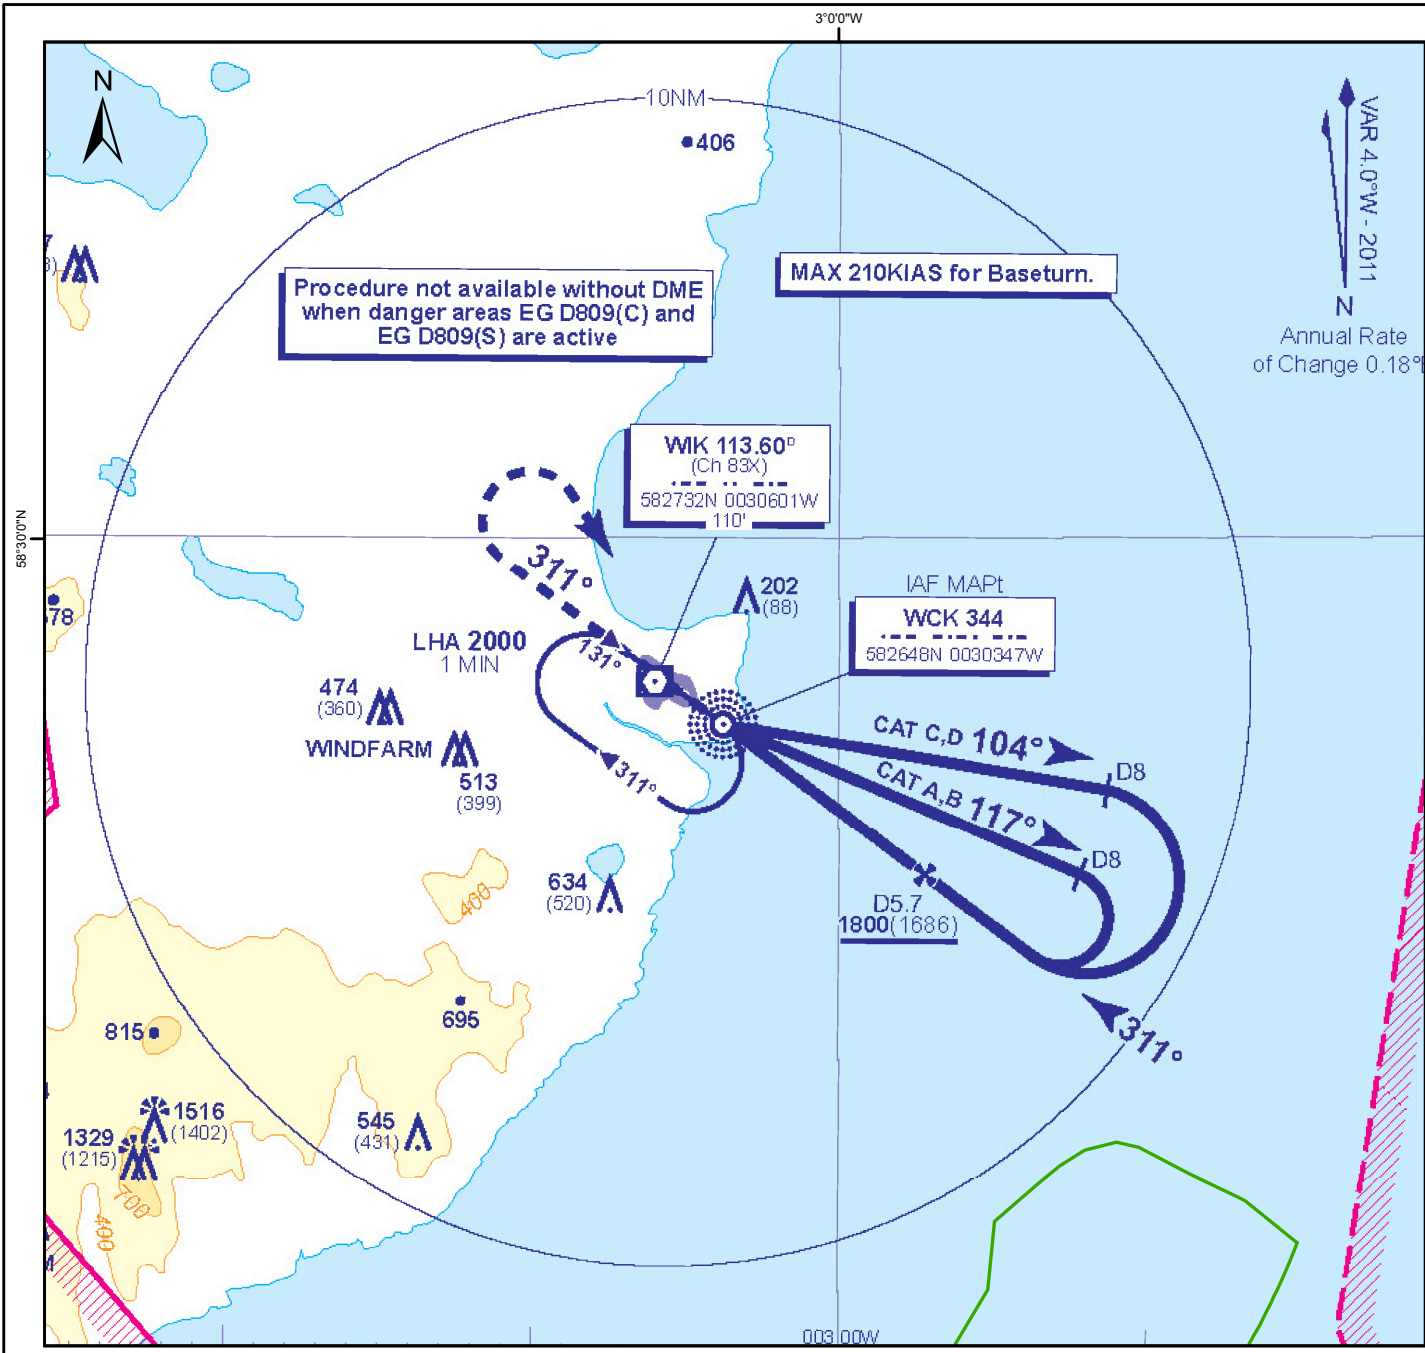 3°0'0"W
N
10NM
406
VAR 4.0°W - 2011
N
Annual Rate
of Change 0.18°
MAX 210KIAS for Baseturn.
Procedure not available without DME
when danger areas EG D809(C) and
EG D809(S) are active
WIK 113.60D
(Ch 83X)
582732N 0030601W
110'
58°30'0"N
311°
202
(88)
IAF MAPt
WCK 344
582648N 0030347W
LHA 2000
1 MIN
131°
474
(360)
WINDFARM
513
(399)
311°
CAT C,D 104°
D8
CAT A,B 117°
D8
D5.7
1800(1686)
634
(520)
400
695
815
311°
1516
(1402)
545
(431)
1329
(1215)
700
400
003 00W